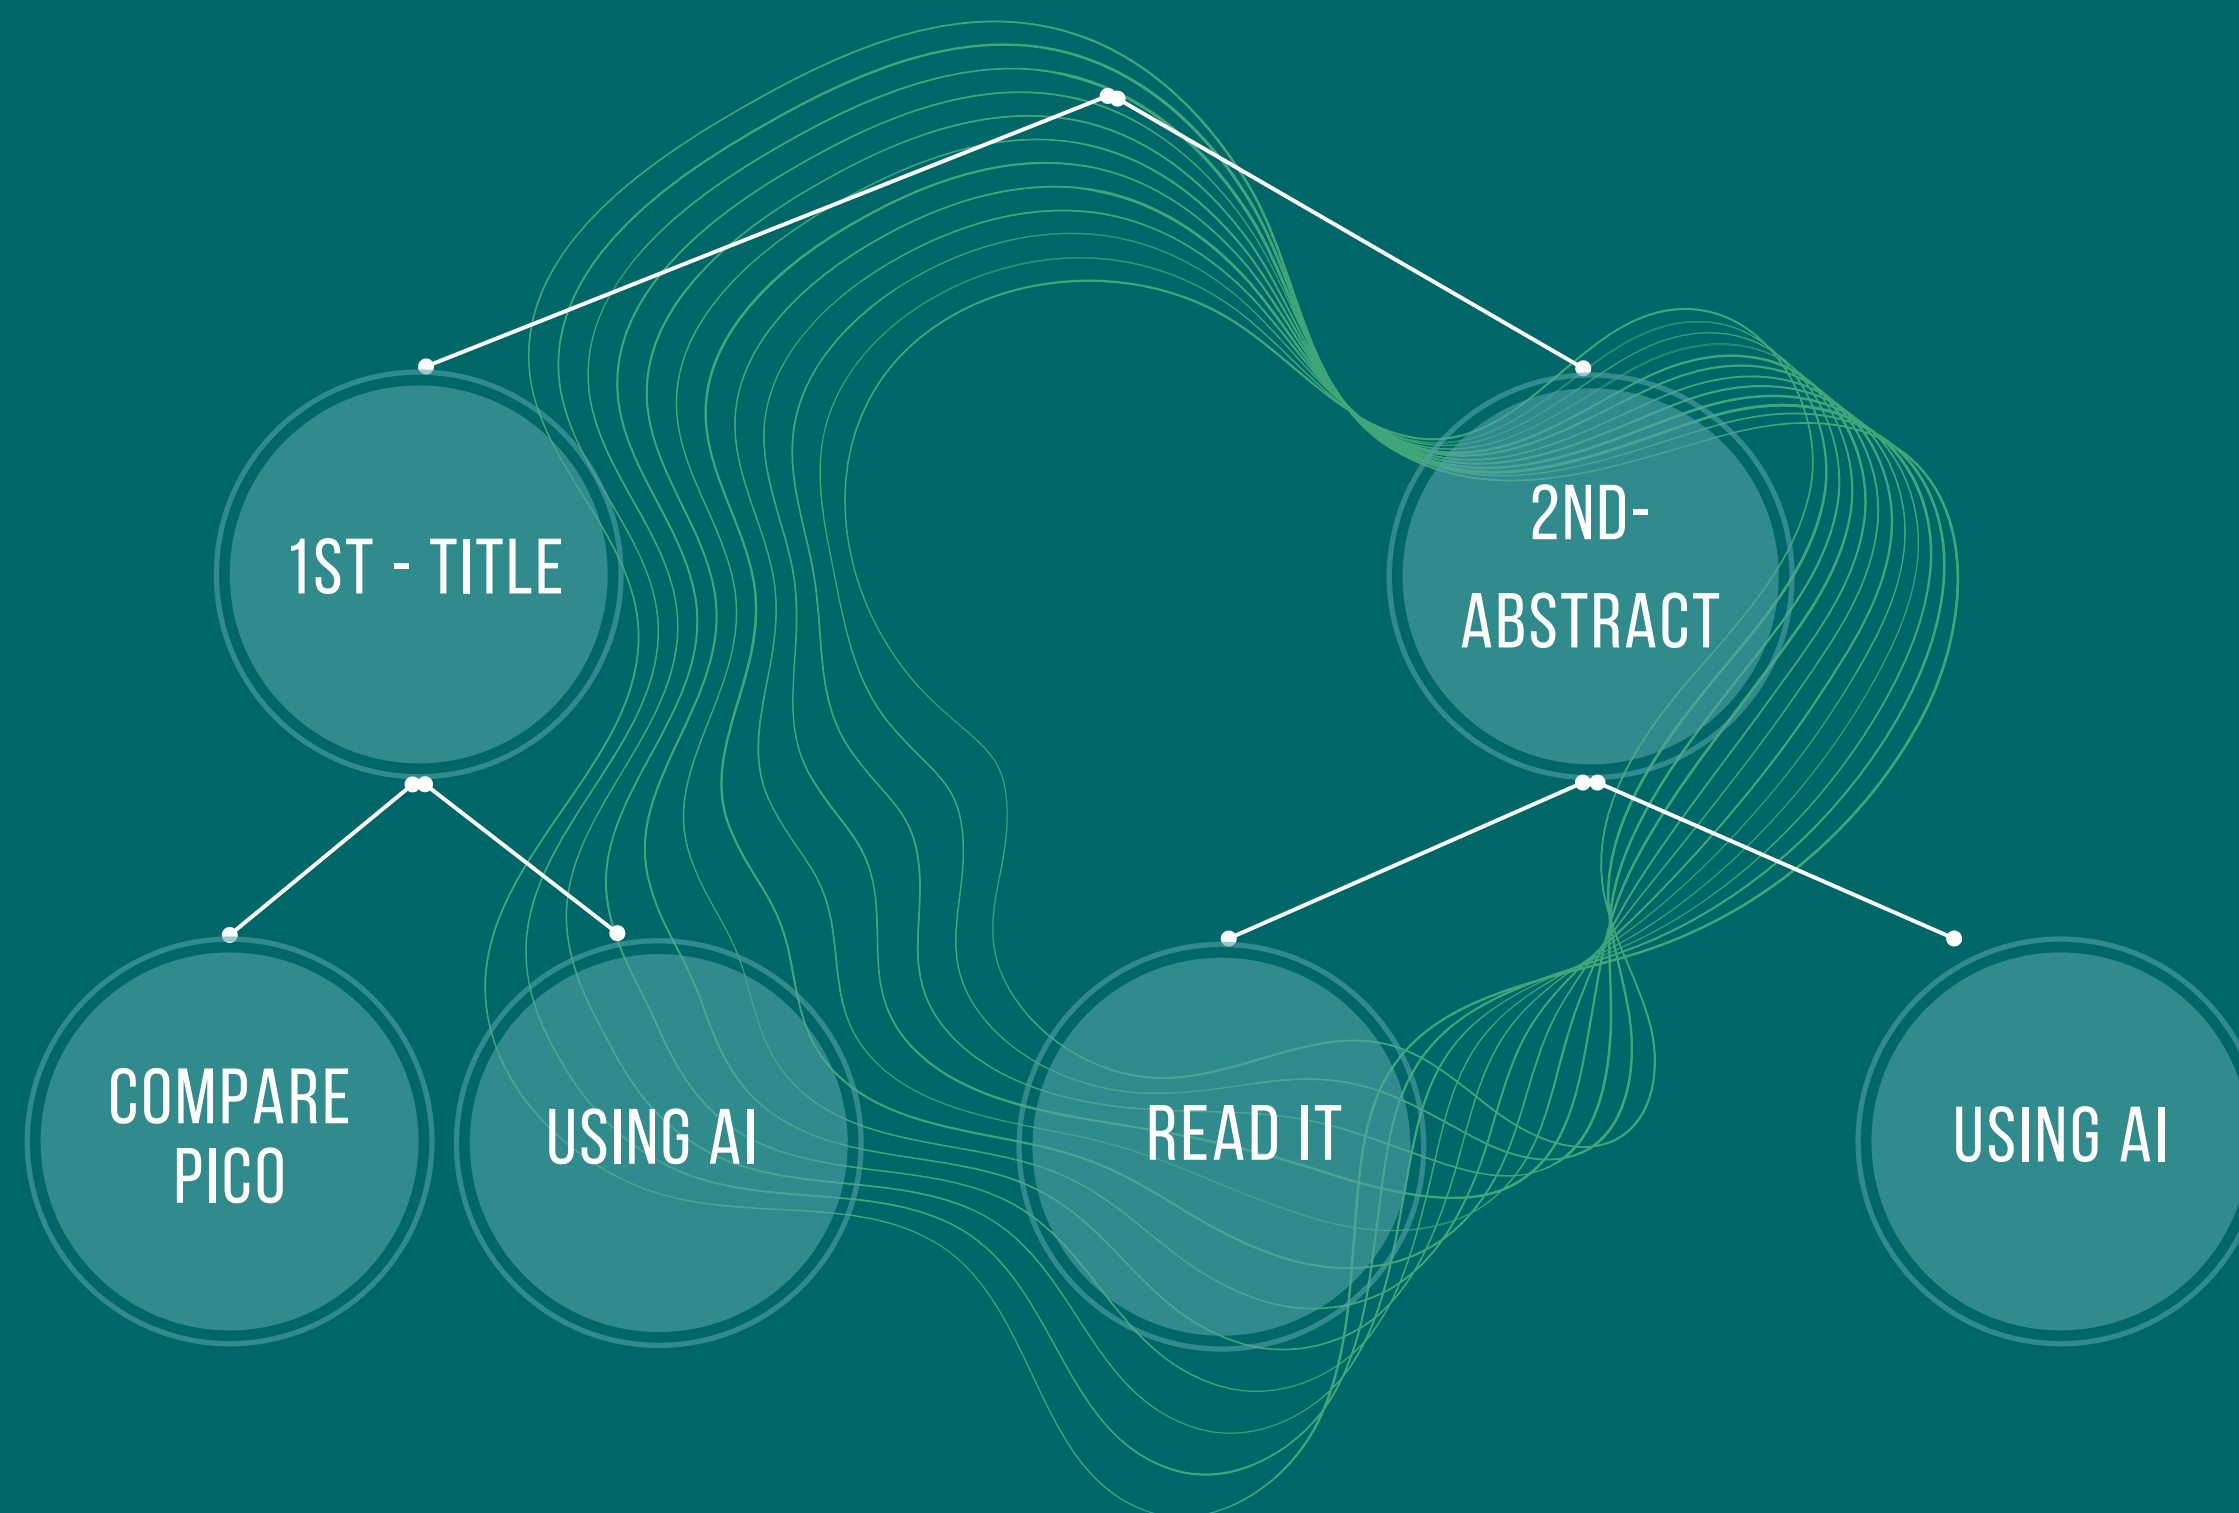 1ST - TITLE
2ND-
ABSTRACT
COMPARE
PICO
USING AI
READ IT
USING AI